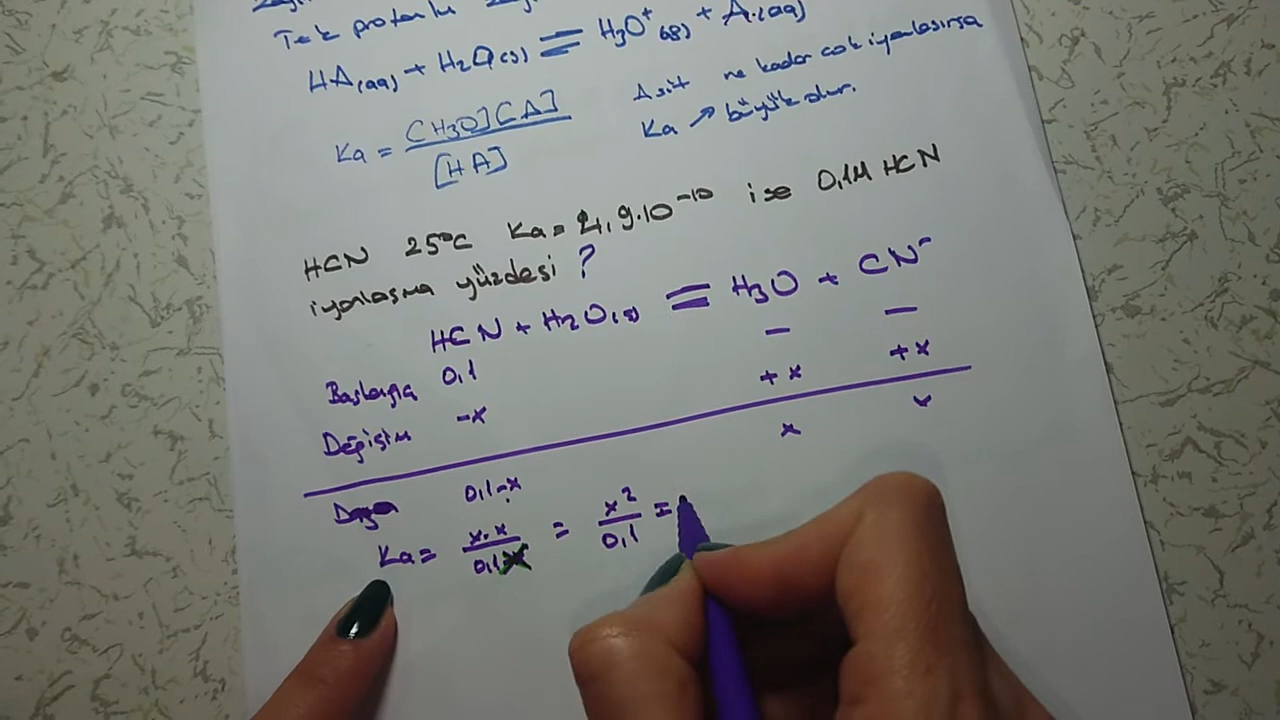 Tek protonlu
HA(aq) + H2O(s) ⇌ H3O+(aq) + A-(aq)
Ka = [H3O][A] / [HA]
Asit ne kadar çok iyonlaşırsa
Ka ↗ büyük olur.
HCN 25°C Ka = 4,9.10-10 ise 0,1M HCN
iyonlaşma yüzdesi ?
HCN + H2O(s) ⇌ H3O + CN-
Başlangıç 0,1 — —
Değişim -x +x +x
Denge 0,1-x x x
Ka = x.x / 0,1-x = x2 / 0,1 =